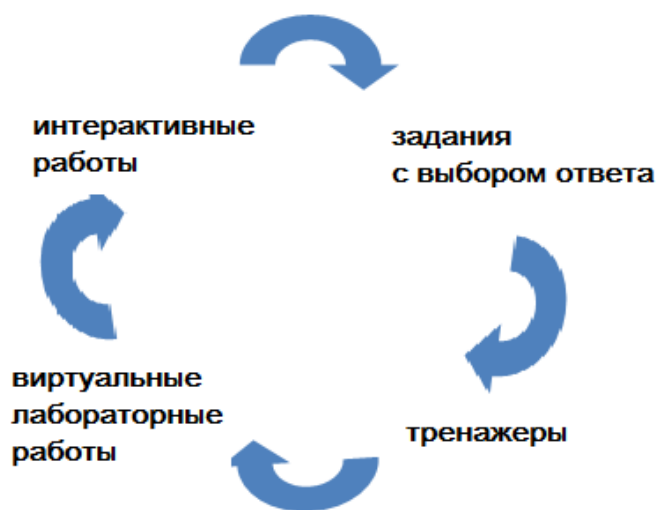 интерактивные
работы
задания
с выбором ответа
виртуальные
лабораторные
работы
тренажеры